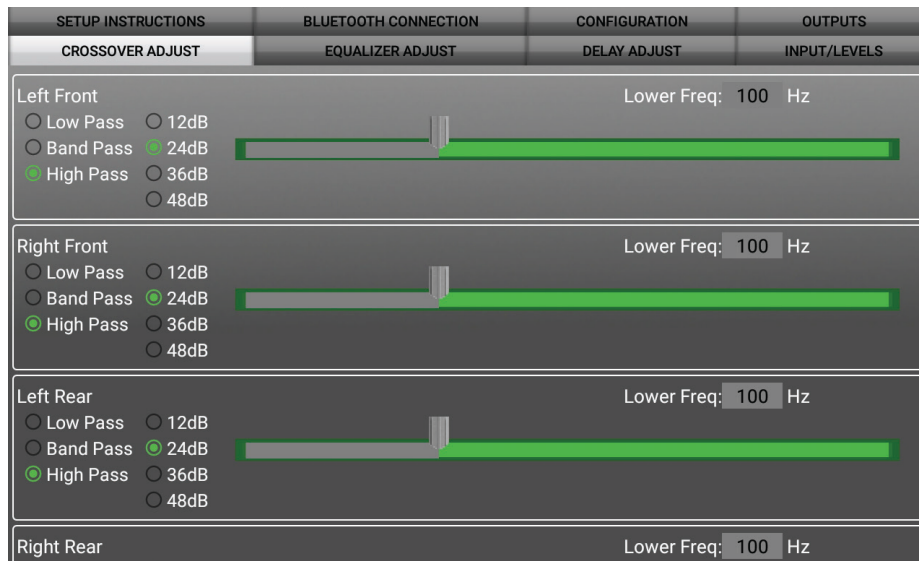 SETUP INSTRUCTIONS BLUETOOTH CONNECTION CONFIGURATION OUTPUTS
CROSSOVER ADJUST EQUALIZER ADJUST DELAY ADJUST INPUT/LEVELS
Left Front Lower Freq: 100 Hz
Low Pass 12dB
Band Pass 24dB
High Pass 36dB
48dB
Right Front Lower Freq: 100 Hz
Low Pass 12dB
Band Pass 24dB
High Pass 36dB
48dB
Left Rear Lower Freq: 100 Hz
Low Pass 12dB
Band Pass 24dB
High Pass 36dB
48dB
Right Rear Lower Freq: 100 Hz